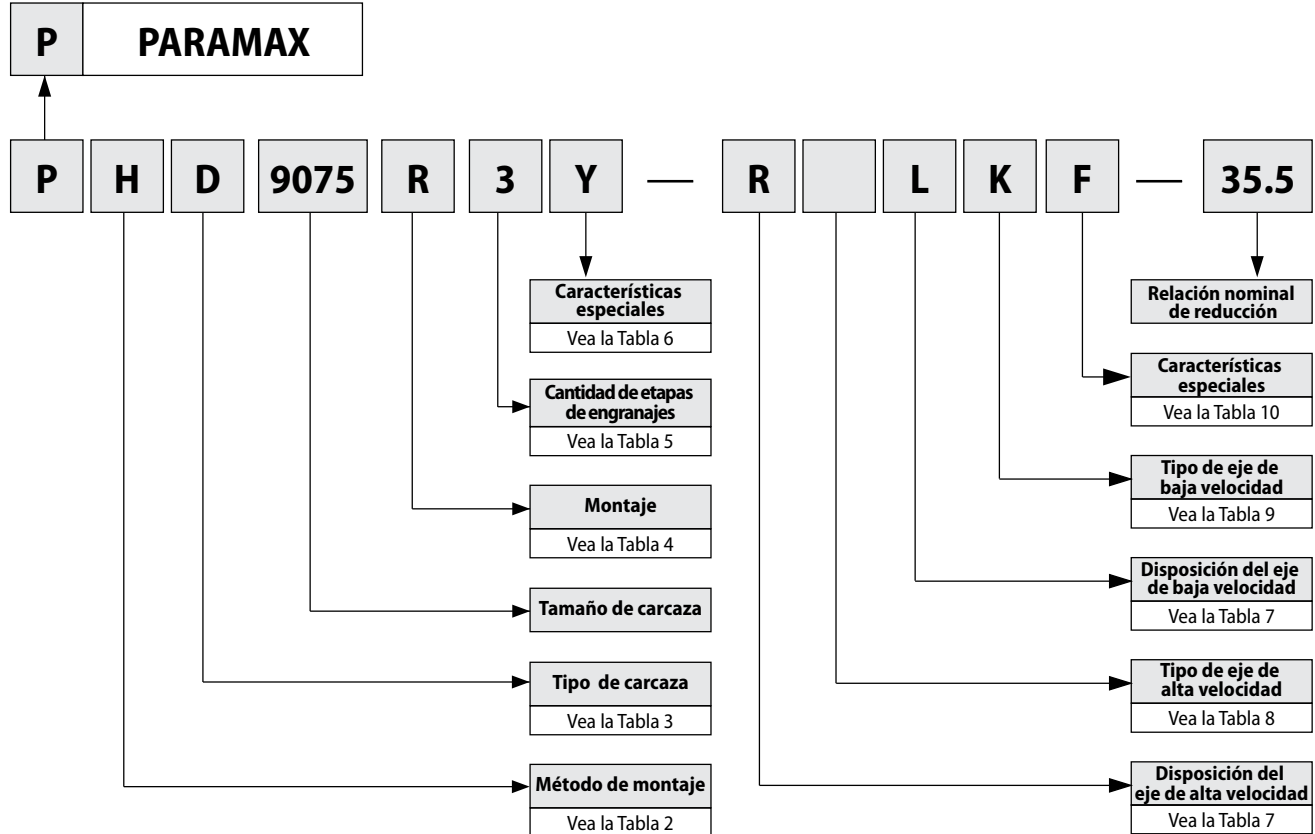 P PARAMAX
P H D 9075 R 3 Y — R L K F — 35.5
Características
especiales
Vea la Tabla 6
Cantidad de etapas
de engranajes
Vea la Tabla 5
Montaje
Vea la Tabla 4
Tamaño de carcaza
Tipo de carcaza
Vea la Tabla 3
Método de montaje
Vea la Tabla 2
Relación nominal
de reducción
Características
especiales
Vea la Tabla 10
Tipo de eje de
baja velocidad
Vea la Tabla 9
Disposición del eje
de baja velocidad
Vea la Tabla 7
Tipo de eje de
alta velocidad
Vea la Tabla 8
Disposición del
eje de alta velocidad
Vea la Tabla 7